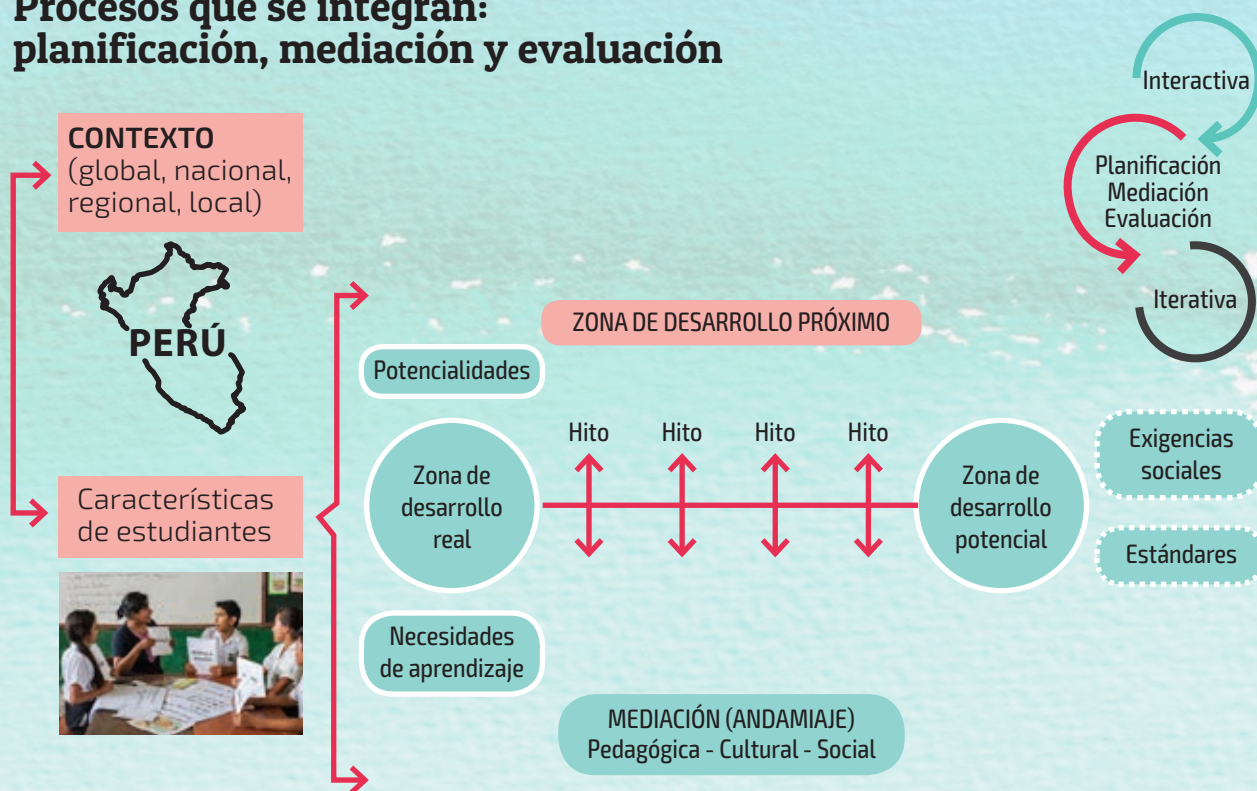 Procesos que se integran:
planificación, mediación y evaluación
Interactiva
Planificación
Mediación
Evaluación
Iterativa
CONTEXTO
(global, nacional,
regional, local)
PERÚ
Características
de estudiantes
ZONA DE DESARROLLO PRÓXIMO
Potencialidades
Zona de
desarrollo
real
Hito
Hito
Hito
Hito
Zona de
desarrollo
potencial
Exigencias
sociales
Estándares
Necesidades
de aprendizaje
MEDIACIÓN (ANDAMIAJE)
Pedagógica - Cultural - Social